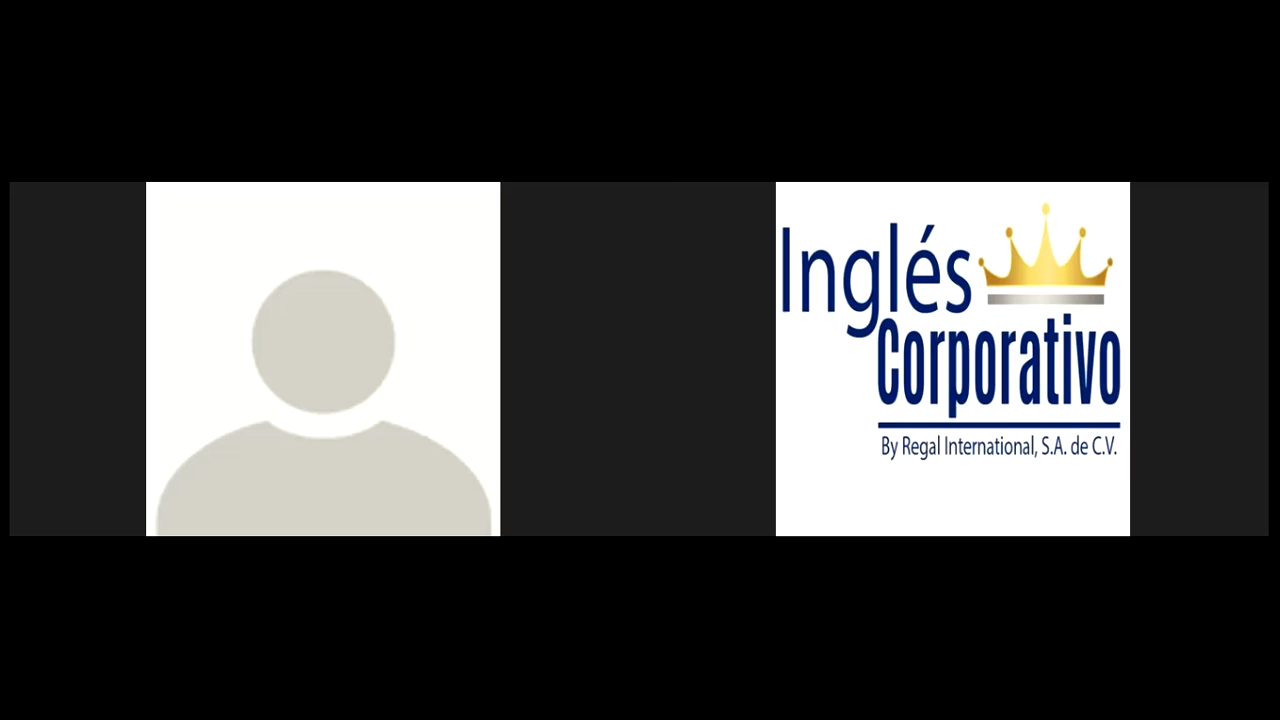 Inglés
Corporativo
By Regal International, S.A. de C.V.